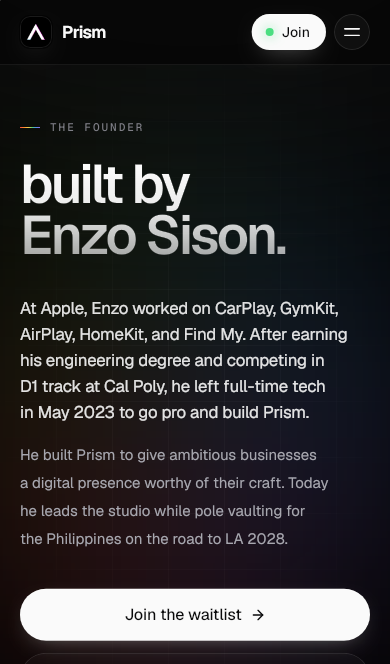 Prism
Join
THE FOUNDER
built by
Enzo Sison.
At Apple, Enzo worked on CarPlay, GymKit,
AirPlay, HomeKit, and Find My. After earning
his engineering degree and competing in
D1 track at Cal Poly, he left full-time tech
in May 2023 to go pro and build Prism.
He built Prism to give ambitious businesses
a digital presence worthy of their craft. Today
he leads the studio while pole vaulting for
the Philippines on the road to LA 2028.
Join the waitlist →